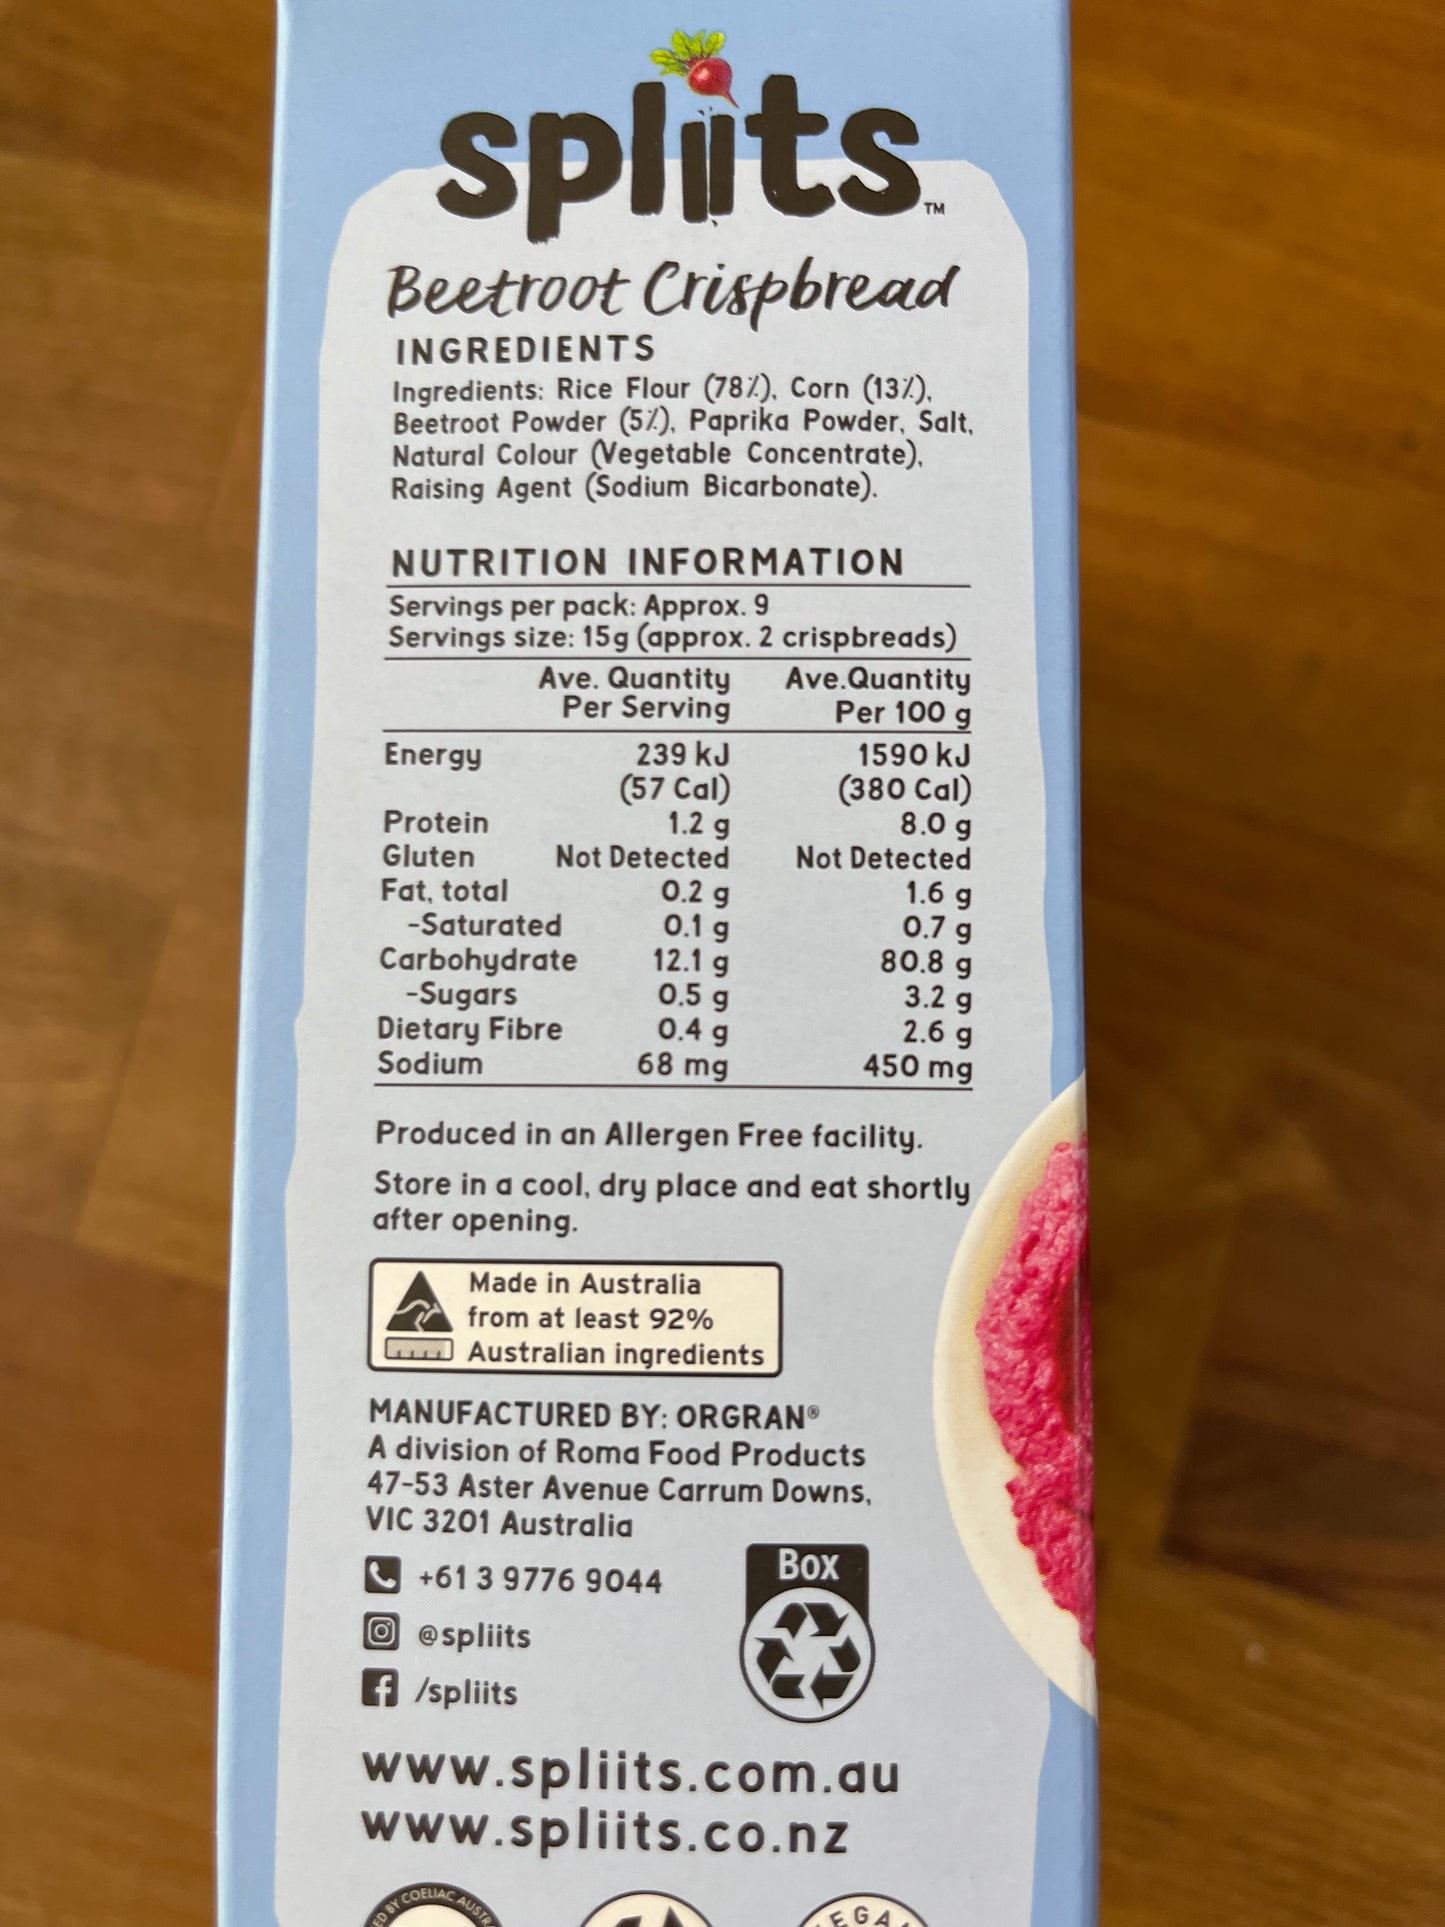 spliits™
Beetroot Crispbread
INGREDIENTS
Ingredients: Rice Flour (78%), Corn (13%),
Beetroot Powder (5%), Paprika Powder, Salt,
Natural Colour (Vegetable Concentrate),
Raising Agent (Sodium Bicarbonate).
NUTRITION INFORMATION
Servings per pack: Approx. 9
Servings size: 15g (approx. 2 crispbreads)
Ave. Quantity Ave.Quantity
Per Serving Per 100 g
Energy 239 kJ 1590 kJ
(57 Cal) (380 Cal)
Protein 1.2 g 8.0 g
Gluten Not Detected Not Detected
Fat, total 0.2 g 1.6 g
-Saturated 0.1 g 0.7 g
Carbohydrate 12.1 g 80.8 g
-Sugars 0.5 g 3.2 g
Dietary Fibre 0.4 g 2.6 g
Sodium 68 mg 450 mg
Produced in an Allergen Free facility.
Store in a cool, dry place and eat shortly
after opening.
Made in Australia
from at least 92%
Australian ingredients
MANUFACTURED BY: ORGRAN®
A division of Roma Food Products
47-53 Aster Avenue Carrum Downs,
VIC 3201 Australia
+61 3 9776 9044
@spliits
/spliits
Box
www.spliits.com.au
www.spliits.co.nz
BY COELIAC